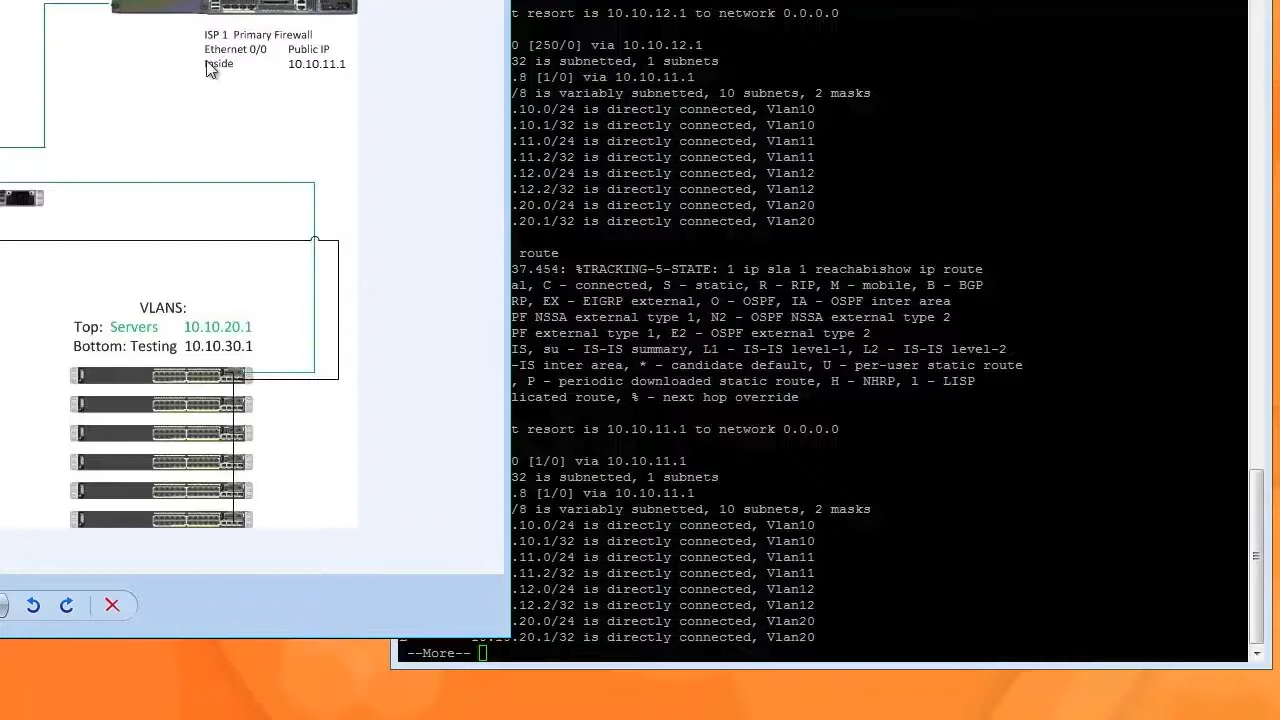 ISP 1 Primary Firewall
Ethernet 0/0 Public IP
Inside 10.10.11.1
VLANS:
Top: Servers 10.10.20.1
Bottom: Testing 10.10.30.1
t resort is 10.10.12.1 to network 0.0.0.0
0 [250/0] via 10.10.12.1
32 is subnetted, 1 subnets
.8 [1/0] via 10.10.11.1
/8 is variably subnetted, 10 subnets, 2 masks
.10.0/24 is directly connected, Vlan10
.10.1/32 is directly connected, Vlan10
.11.0/24 is directly connected, Vlan11
.11.2/32 is directly connected, Vlan11
.12.0/24 is directly connected, Vlan12
.12.2/32 is directly connected, Vlan12
.20.0/24 is directly connected, Vlan20
.20.1/32 is directly connected, Vlan20
route
37.454: %TRACKING-5-STATE: 1 ip sla 1 reachabishow ip route
al, C - connected, S - static, R - RIP, M - mobile, B - BGP
RP, EX - EIGRP external, O - OSPF, IA - OSPF inter area
PF NSSA external type 1, N2 - OSPF NSSA external type 2
PF external type 1, E2 - OSPF external type 2
IS, su - IS-IS summary, L1 - IS-IS level-1, L2 - IS-IS level-2
-IS inter area, * - candidate default, U - per-user static route
, P - periodic downloaded static route, H - NHRP, l - LISP
licated route, % - next hop override
t resort is 10.10.11.1 to network 0.0.0.0
0 [1/0] via 10.10.11.1
32 is subnetted, 1 subnets
.8 [1/0] via 10.10.11.1
/8 is variably subnetted, 10 subnets, 2 masks
.10.0/24 is directly connected, Vlan10
.10.1/32 is directly connected, Vlan10
.11.0/24 is directly connected, Vlan11
.11.2/32 is directly connected, Vlan11
.12.0/24 is directly connected, Vlan12
.12.2/32 is directly connected, Vlan12
.20.0/24 is directly connected, Vlan20
.20.1/32 is directly connected, Vlan20
--More--